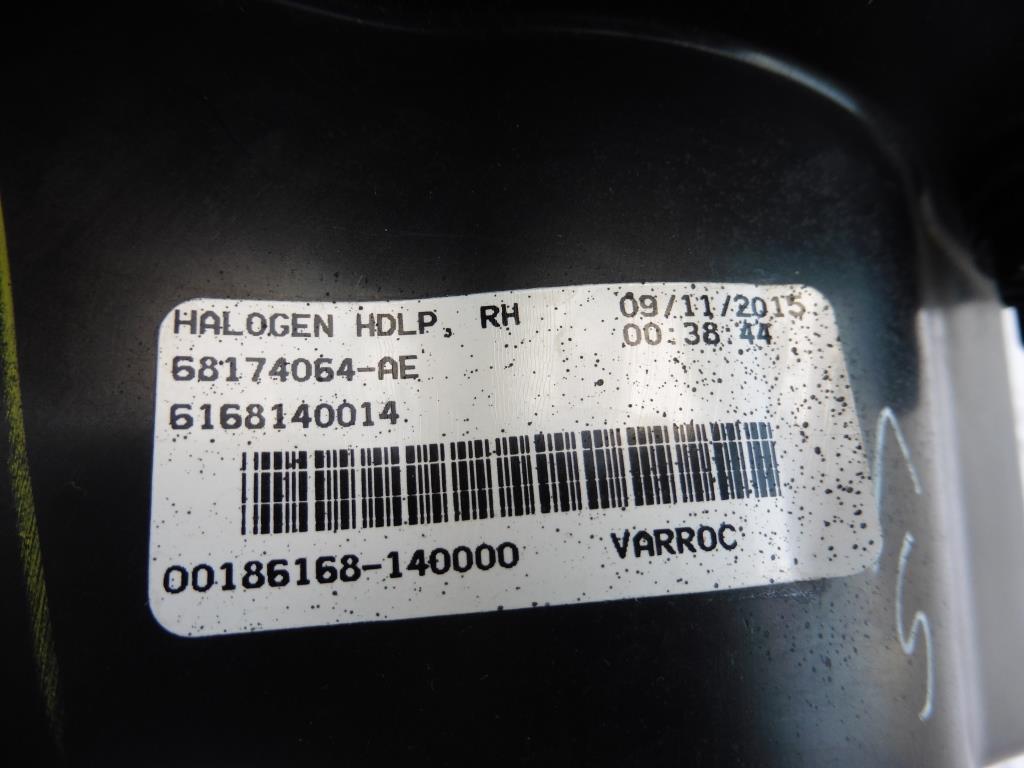 HALOGEN HDLP, RH 09/11/2015
00:38:44
68174064-AE
6168140014
00186168-140000 VARROC